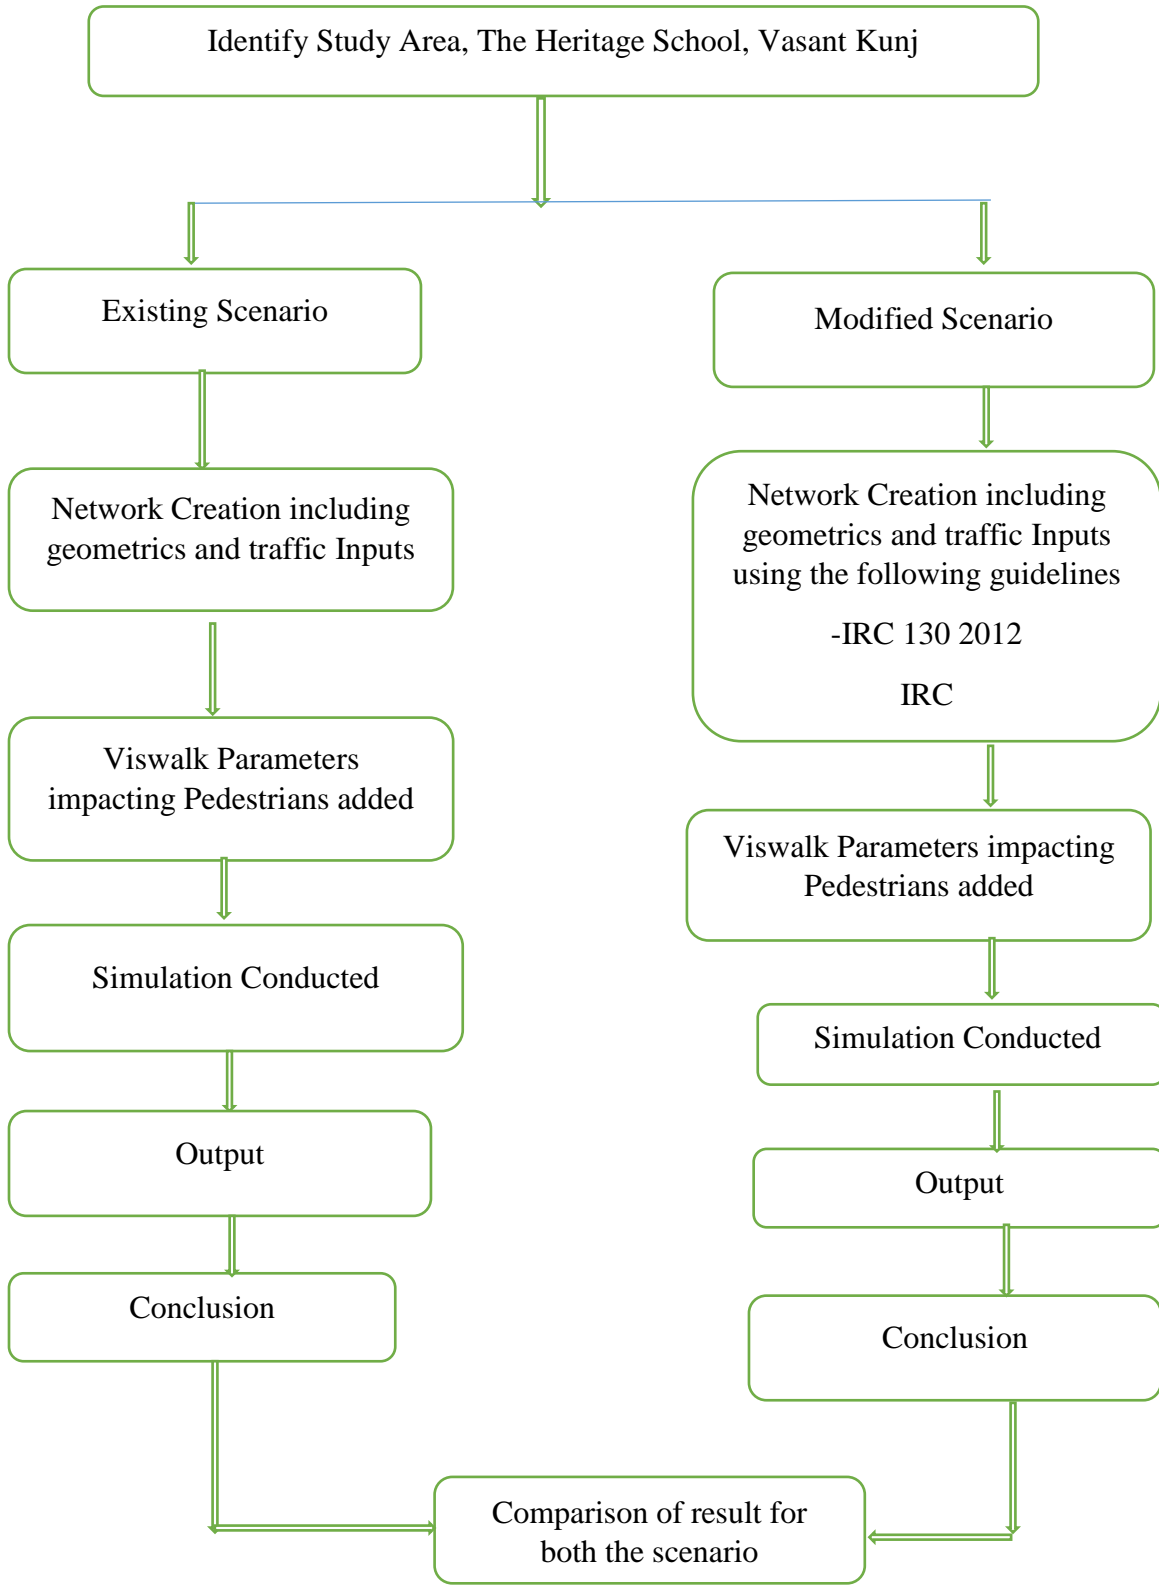 Identify Study Area, The Heritage School, Vasant Kunj
Existing Scenario
Network Creation including
geometrics and traffic Inputs
Viswalk Parameters
impacting Pedestrians added
Simulation Conducted
Output
Conclusion
Modified Scenario
Network Creation including
geometrics and traffic Inputs
using the following guidelines
-IRC 130 2012
IRC
Viswalk Parameters impacting
Pedestrians added
Simulation Conducted
Output
Conclusion
Comparison of result for
both the scenario